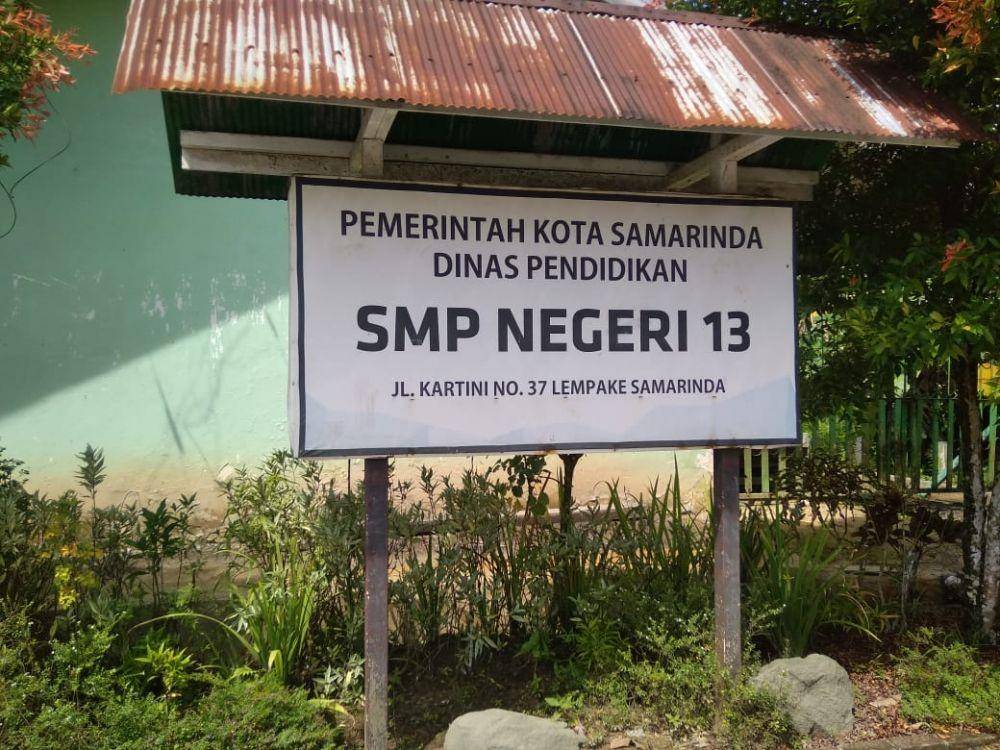 PEMERINTAH KOTA SAMARINDA
DINAS PENDIDIKAN
SMP NEGERI 13
JL. KARTINI NO. 37 LEMPAKE SAMARINDA